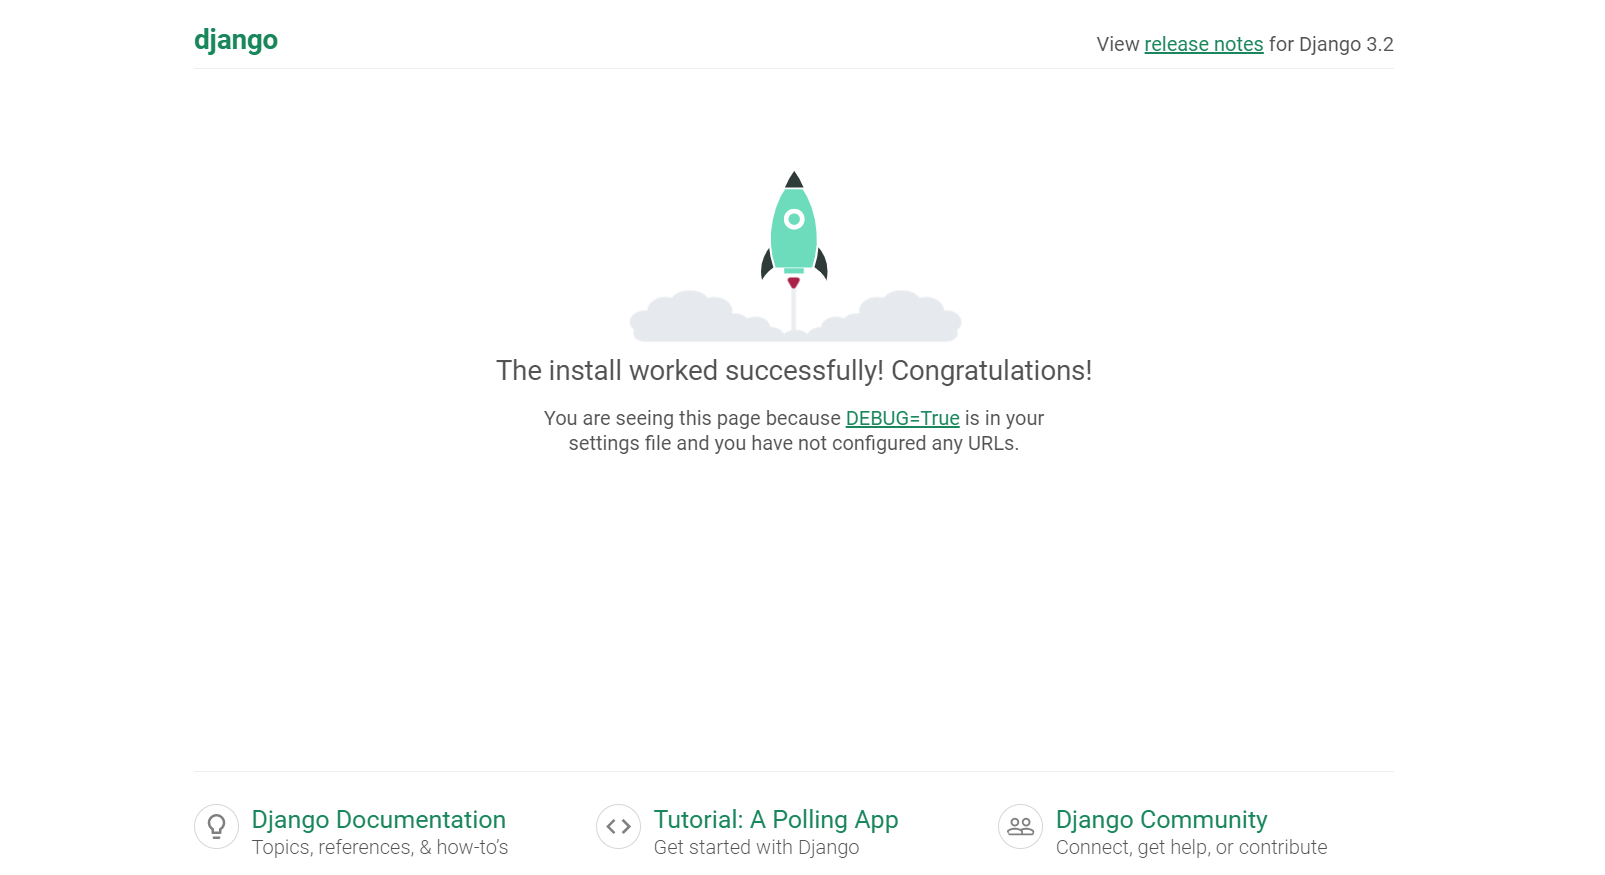 django
View release notes for Django 3.2
The install worked successfully! Congratulations!
You are seeing this page because DEBUG=True is in your
settings file and you have not configured any URLs.
Django Documentation
Topics, references, & how-to’s
Tutorial: A Polling App
Get started with Django
Django Community
Connect, get help, or contribute